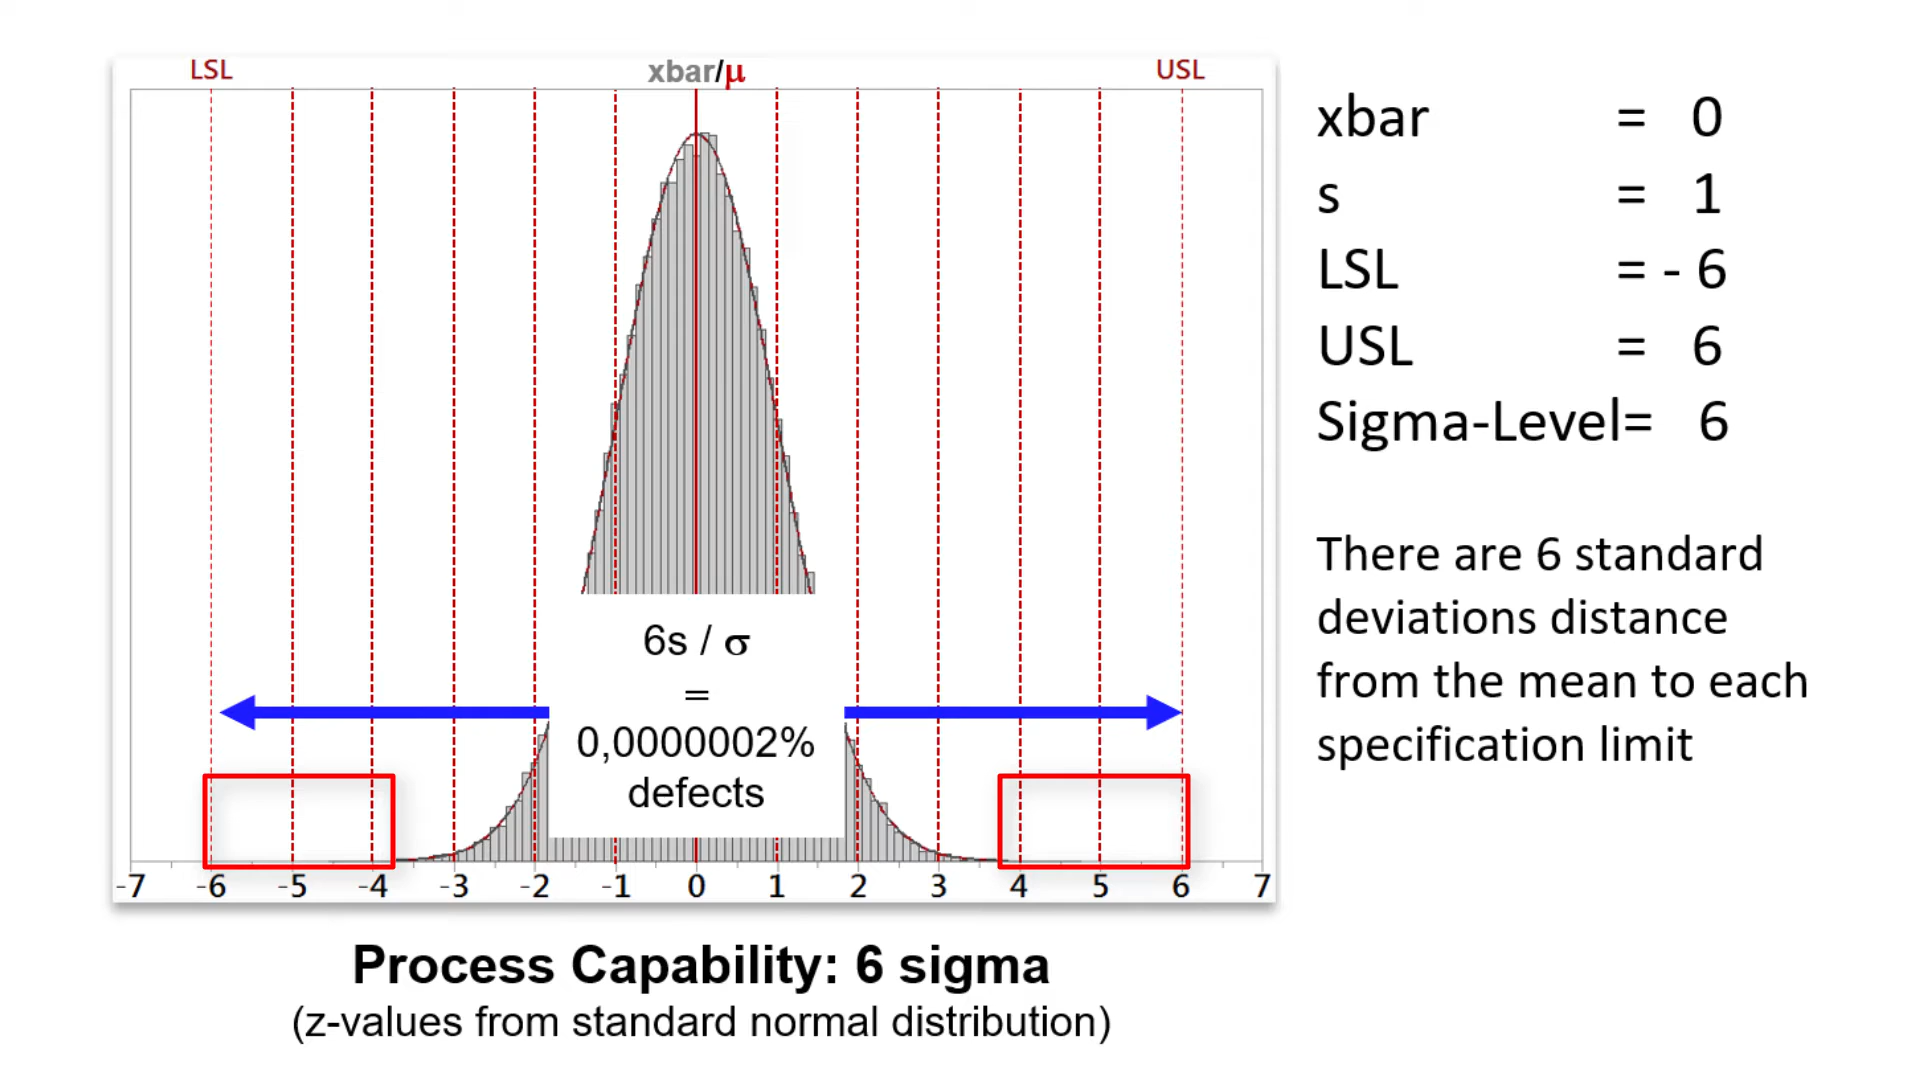 LSL xbar/μ USL
6s / σ
=
0,0000002%
defects
-7 -6 -5 -4 -3 -2 -1 0 1 2 3 4 5 6 7
Process Capability: 6 sigma
(z-values from standard normal distribution)
xbar = 0
s = 1
LSL = - 6
USL = 6
Sigma-Level= 6
There are 6 standard
deviations distance
from the mean to each
specification limit